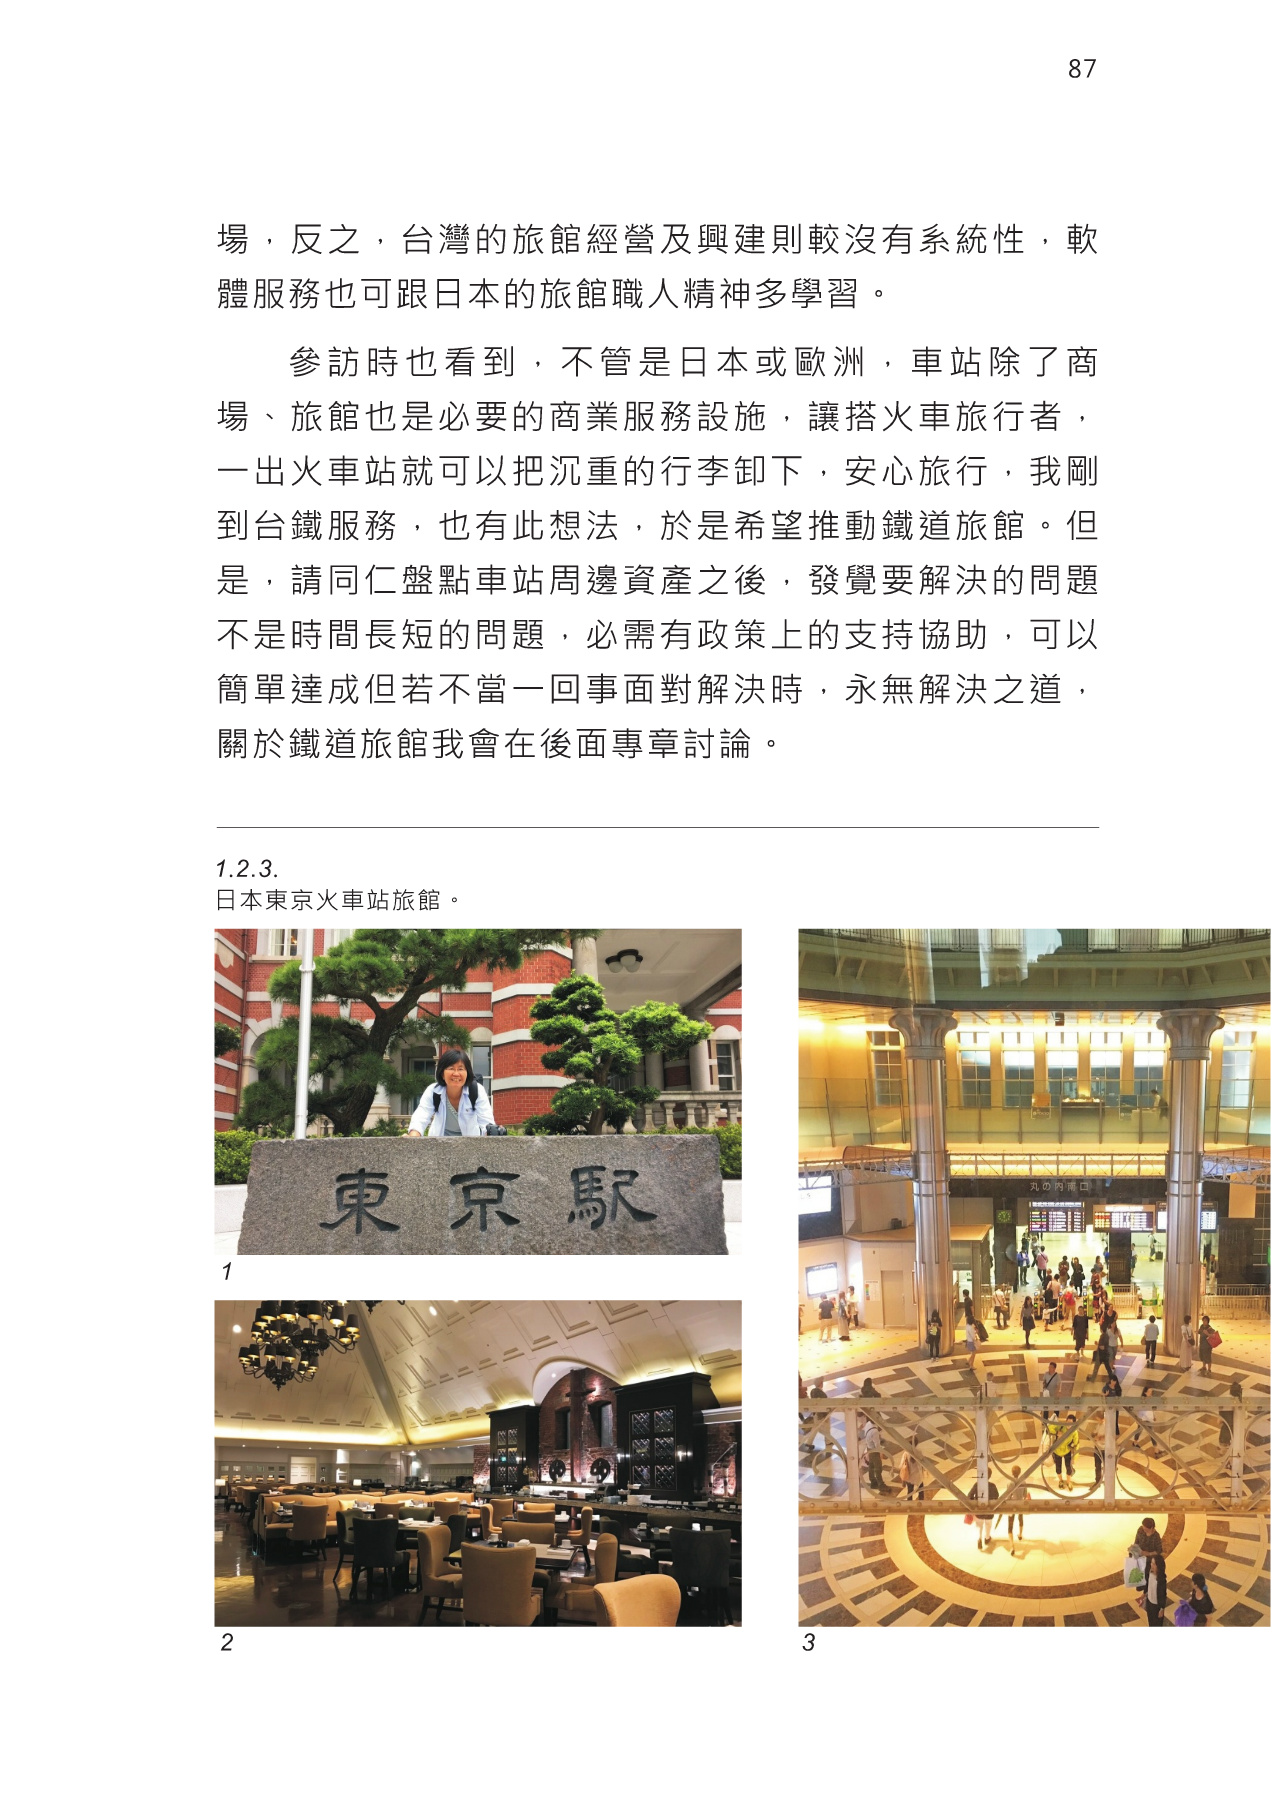 87
場，反之，台灣的旅館經營及興建則較沒有系統性，軟
體服務也可跟日本的旅館職人精神多學習。
參訪時也看到，不管是日本或歐洲，車站除了商
場、旅館也是必要的商業服務設施，讓搭火車旅行者，
一出火車站就可以把沉重的行李卸下，安心旅行，我剛
到台鐵服務，也有此想法，於是希望推動鐵道旅館。但
是，請同仁盤點車站周邊資產之後，發覺要解決的問題
不是時間長短的問題，必需有政策上的支持協助，可以
簡單達成但若不當一回事面對解決時，永無解決之道，
關於鐵道旅館我會在後面專章討論。
1.2.3.
日本東京火車站旅館。
東京駅
1
丸の内南口
2
3